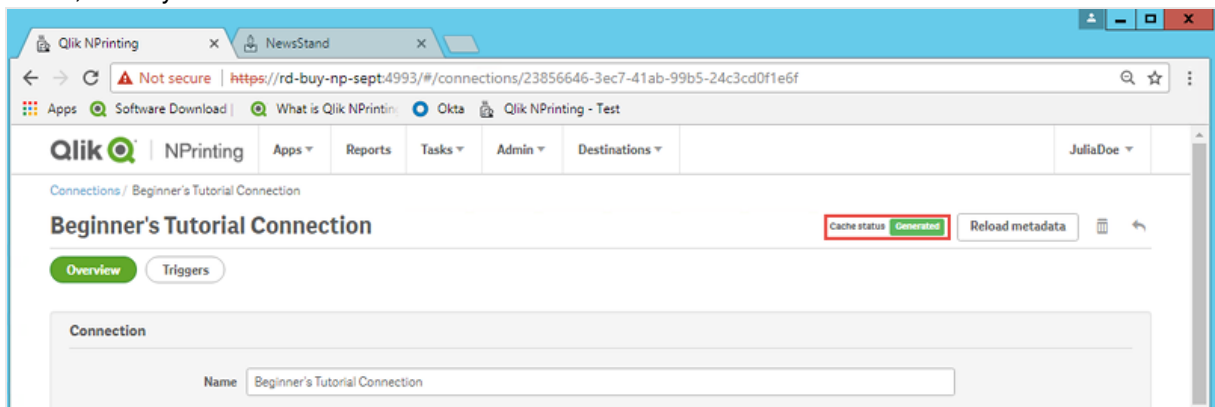 Qlik NPrinting
NewsStand
Not secure https://rd-buy-np-sept:4993/#/connections/23856646-3ec7-41ab-99b5-24c3cd0f1e6f
Apps Software Download | What is Qlik NPrinting Okta Qlik NPrinting - Test
Qlik NPrinting Apps Reports Tasks Admin Destinations JuliaDoe
Connections / Beginner's Tutorial Connection
Beginner's Tutorial Connection Cache status Generated Reload metadata
Overview Triggers
Connection
Name Beginner's Tutorial Connection